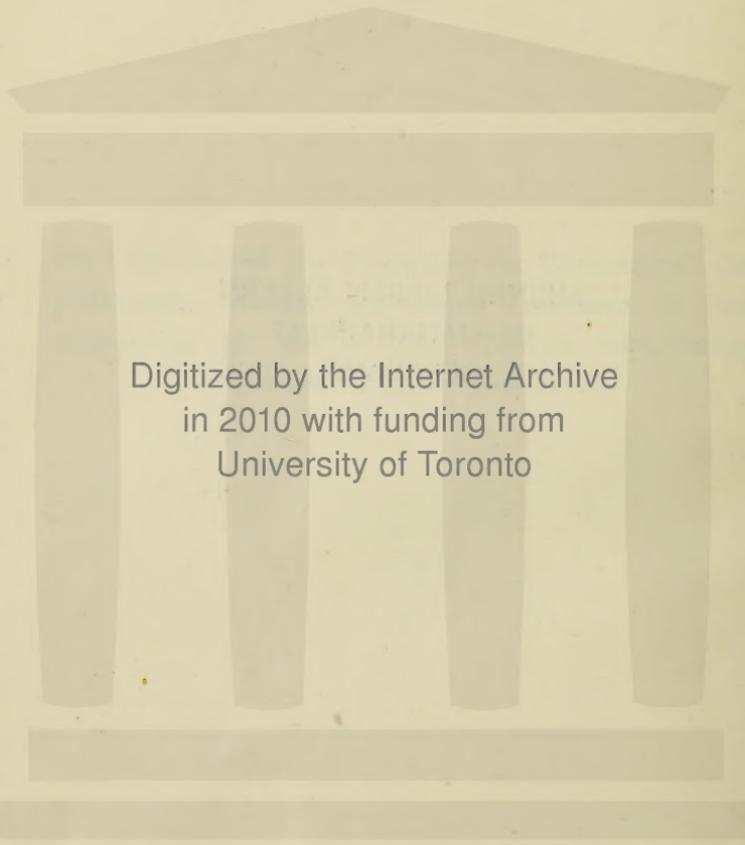 Digitized by the Internet Archive
in 2010 with funding from
University of Toronto